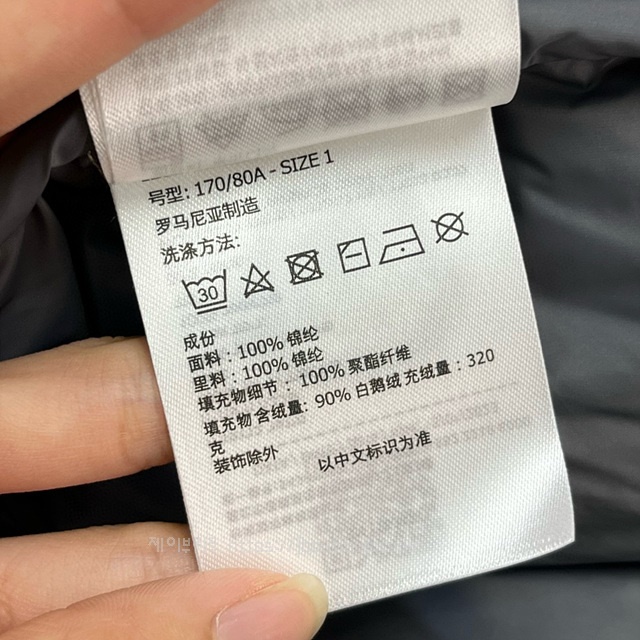 号型: 170/80A - SIZE 1
罗马尼亚制造
洗涤方法:
30
成份
面料：100% 锦纶
里料：100% 锦纶
填充物细节： 100% 聚酯纤维
填充物 含绒量：90% 白鹅绒 充绒量：320
克
装饰除外
以中文标识为准